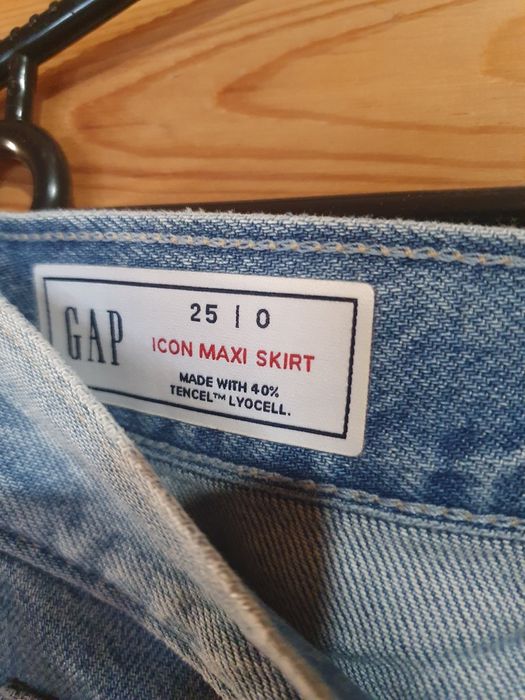 GAP
25 | 0
ICON MAXI SKIRT
MADE WITH 40%
TENCEL™ LYOCELL.